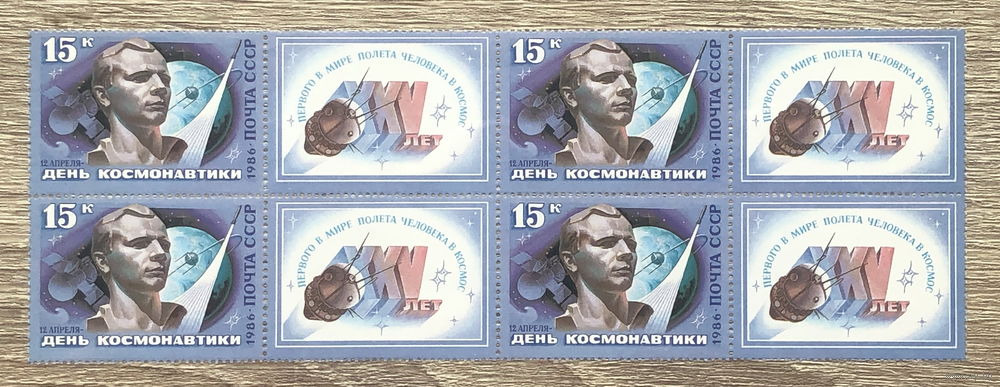 15 к
12 АПРЕЛЯ-
ДЕНЬ КОСМОНАВТИКИ
1986·ПОЧТА СССР
ПЕРВОГО В МИРЕ ПОЛЕТА ЧЕЛОВЕКА В КОСМОС
XXV
ЛЕТ
15 к
12 АПРЕЛЯ-
ДЕНЬ КОСМОНАВТИКИ
1986·ПОЧТА СССР
ПЕРВОГО В МИРЕ ПОЛЕТА ЧЕЛОВЕКА В КОСМОС
XXV
ЛЕТ
15 к
12 АПРЕЛЯ-
ДЕНЬ КОСМОНАВТИКИ
1986·ПОЧТА СССР
ПЕРВОГО В МИРЕ ПОЛЕТА ЧЕЛОВЕКА В КОСМОС
XXV
ЛЕТ
15 к
12 АПРЕЛЯ-
ДЕНЬ КОСМОНАВТИКИ
1986·ПОЧТА СССР
ПЕРВОГО В МИРЕ ПОЛЕТА ЧЕЛОВЕКА В КОСМОС
XXV
ЛЕТ